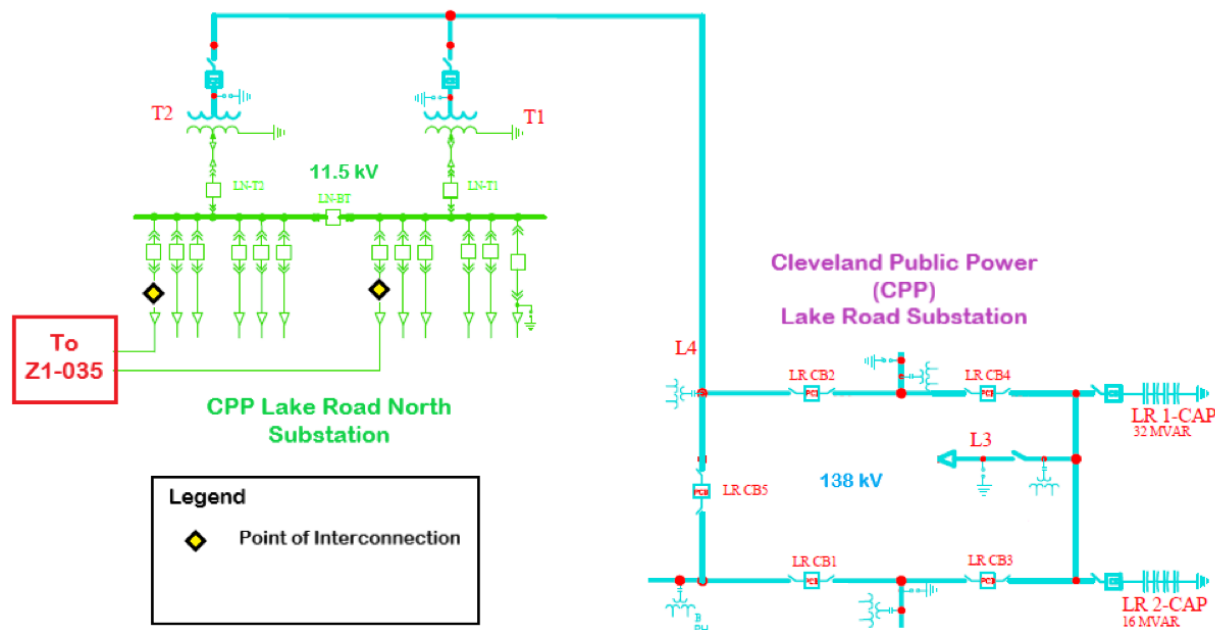 T2
T1
11.5 kV
LN-T2
LN-BT
LN-T1
To
Z1-035
CPP Lake Road North
Substation
Legend
Point of Interconnection
Cleveland Public Power
(CPP)
Lake Road Substation
L4
LR CB2
LR CB4
LR 1-CAP
32 MVAR
L3
138 kV
LR CB5
LR CB1
LR CB3
LR 2-CAP
16 MVAR